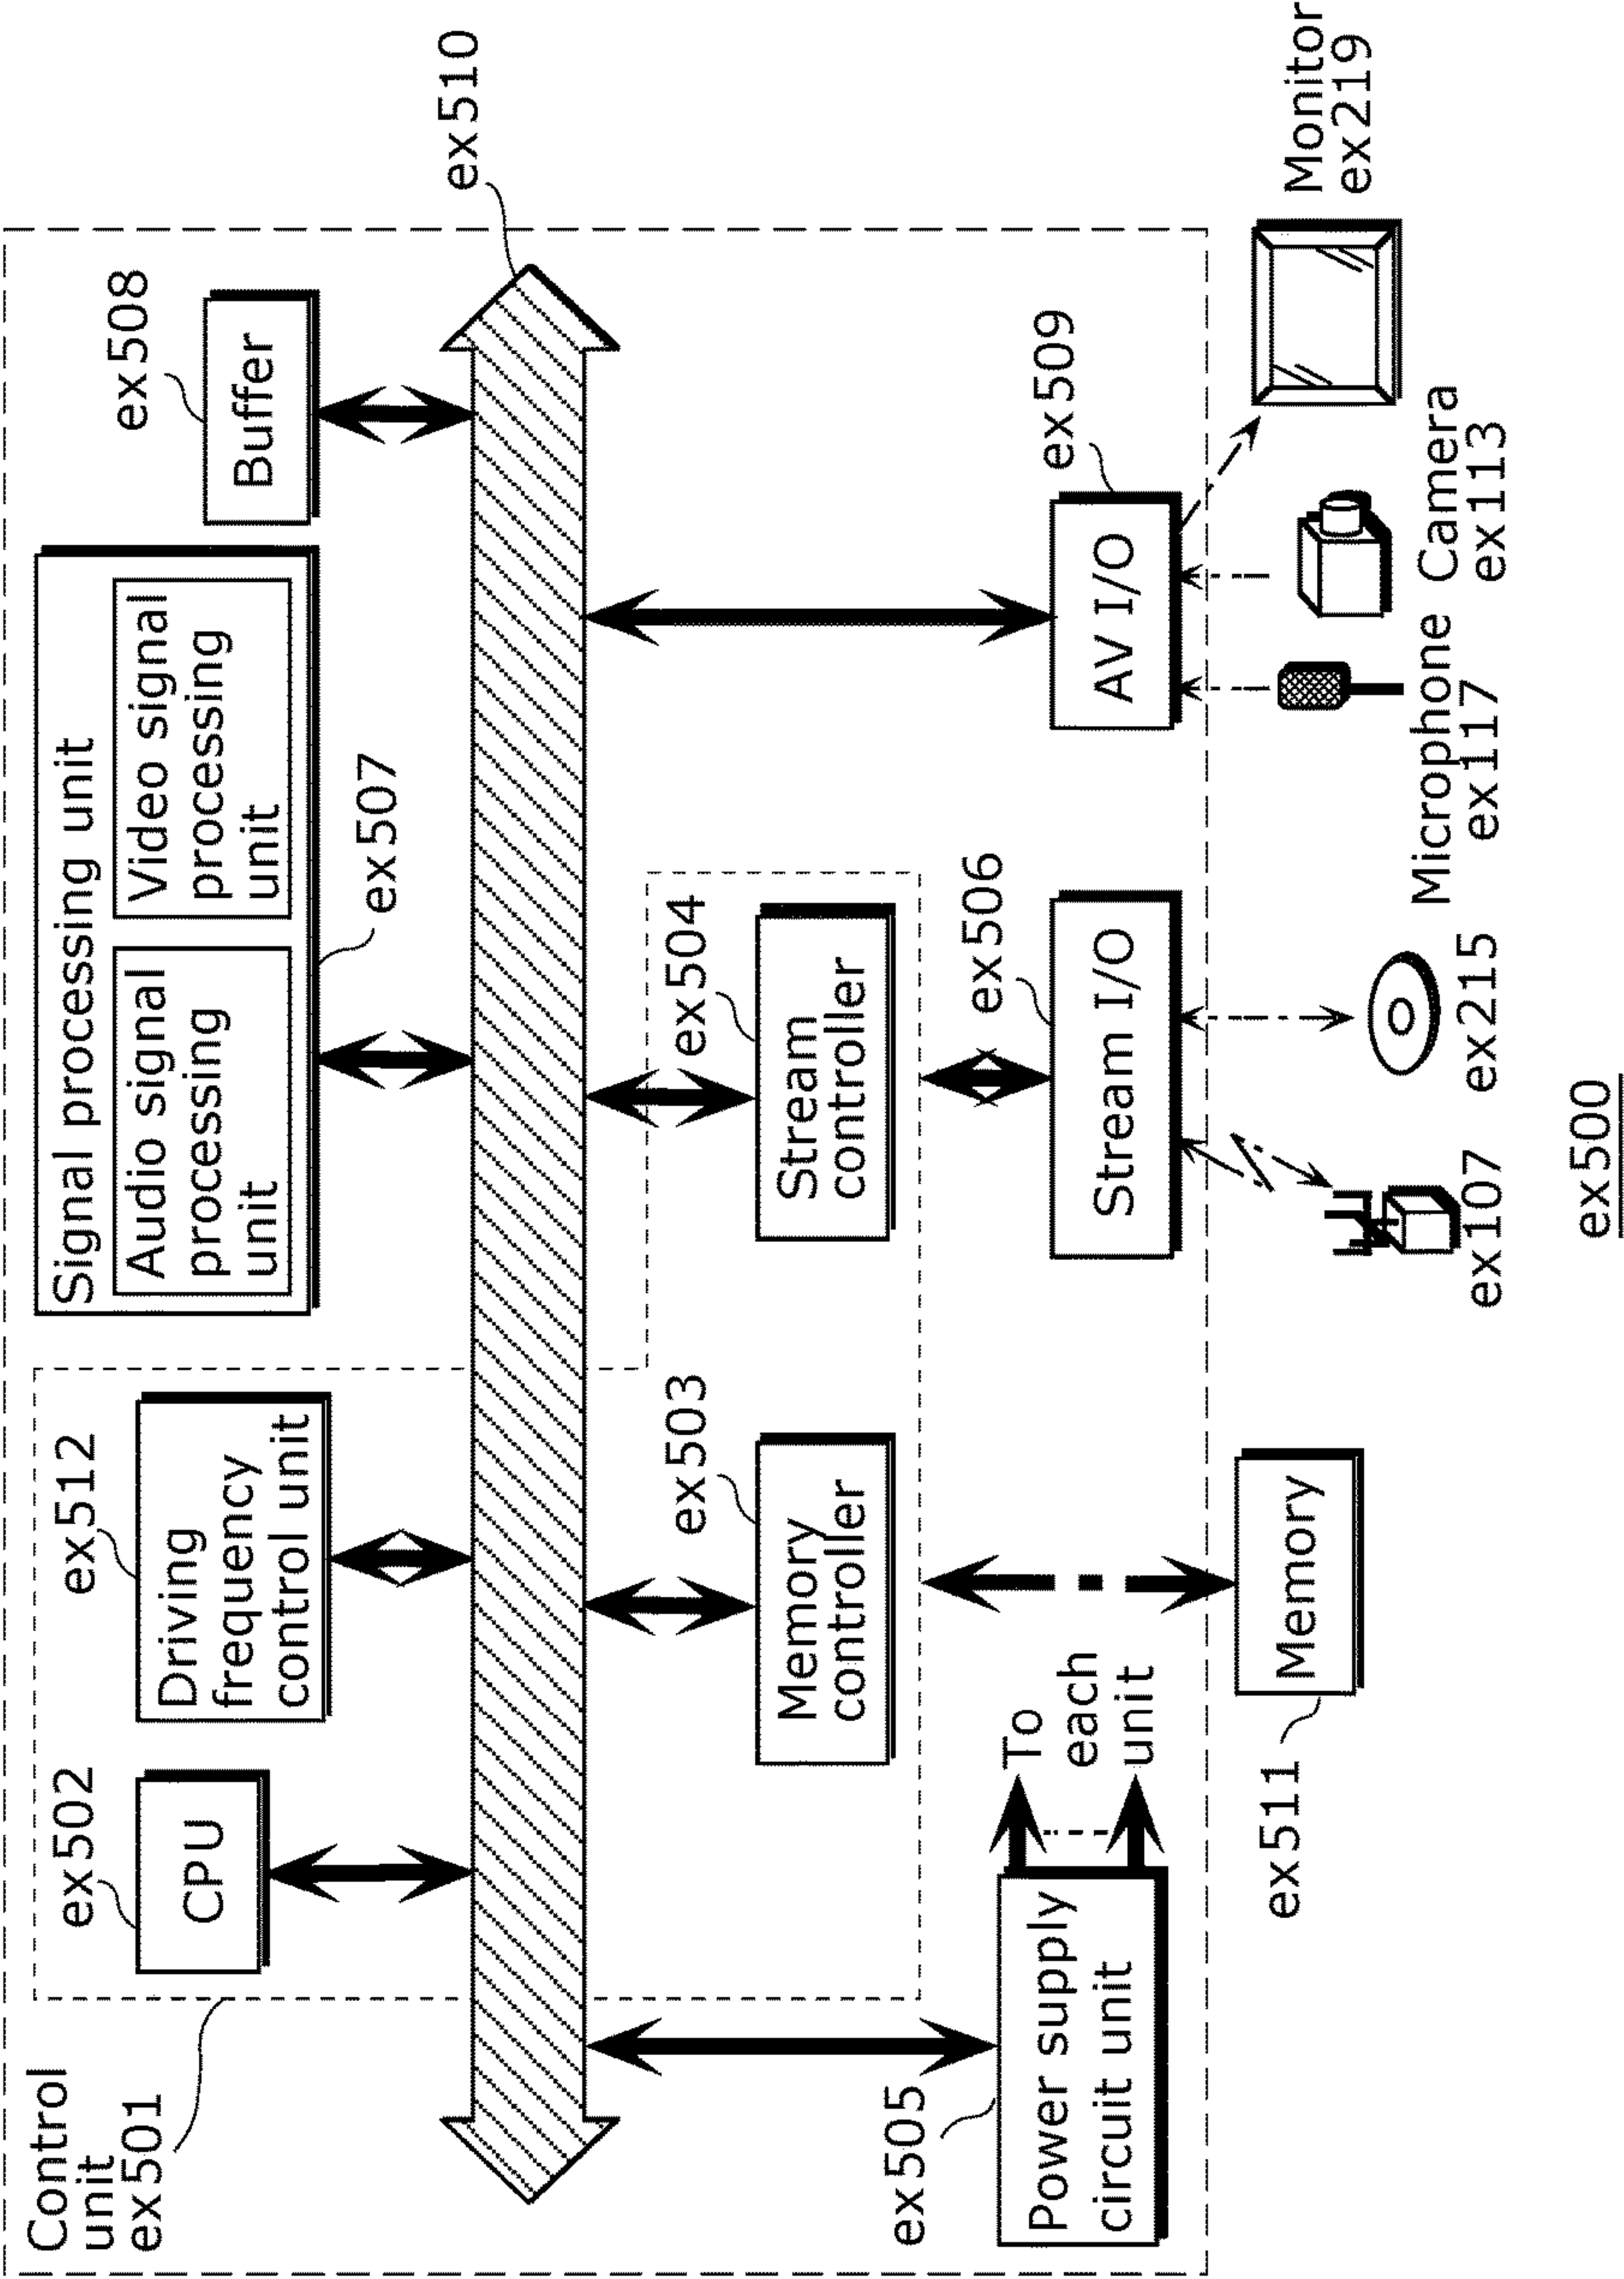 Control
unit
ex501
ex502
CPU
ex512
Driving
frequency
control unit
Signal processing unit
Audio signal
processing
unit
Video signal
processing
unit
ex507
ex508
Buffer
ex510
ex505
Power supply
circuit unit
To
each
unit
ex503
Memory
controller
ex504
Stream
controller
ex506
Stream I/O
ex509
AV I/O
ex511
Memory
ex107
ex215
Microphone
ex117
Camera
ex113
Monitor
ex219
ex500